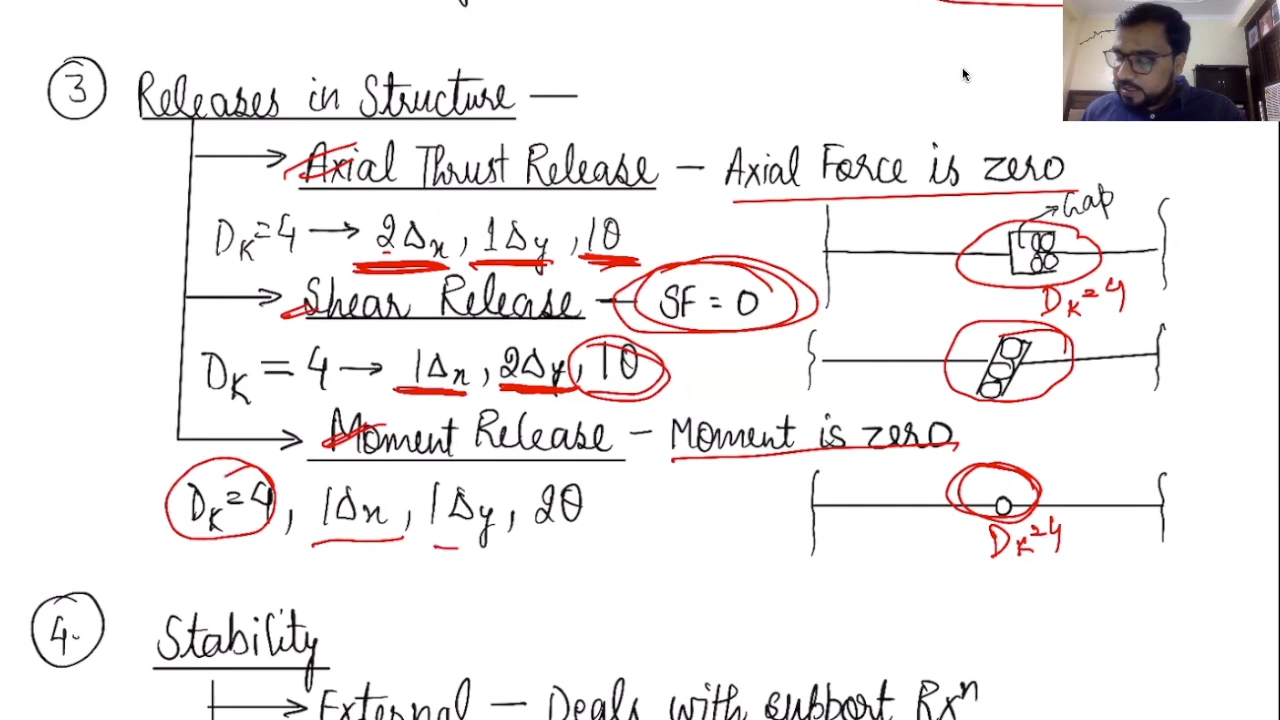 3 Releases in Structure —
Axial Thrust Release – Axial Force is zero
Gap
DK=4 → 2Δx, 1Δy, 1θ
DK=4
Shear Release – SF = 0
DK = 4 → 1Δx, 2Δy, 1θ
Moment Release – Moment is zero
DK=4, 1Δx, 1Δy, 2θ
DK=4
4. Stability
External — Deals with support Rxⁿ